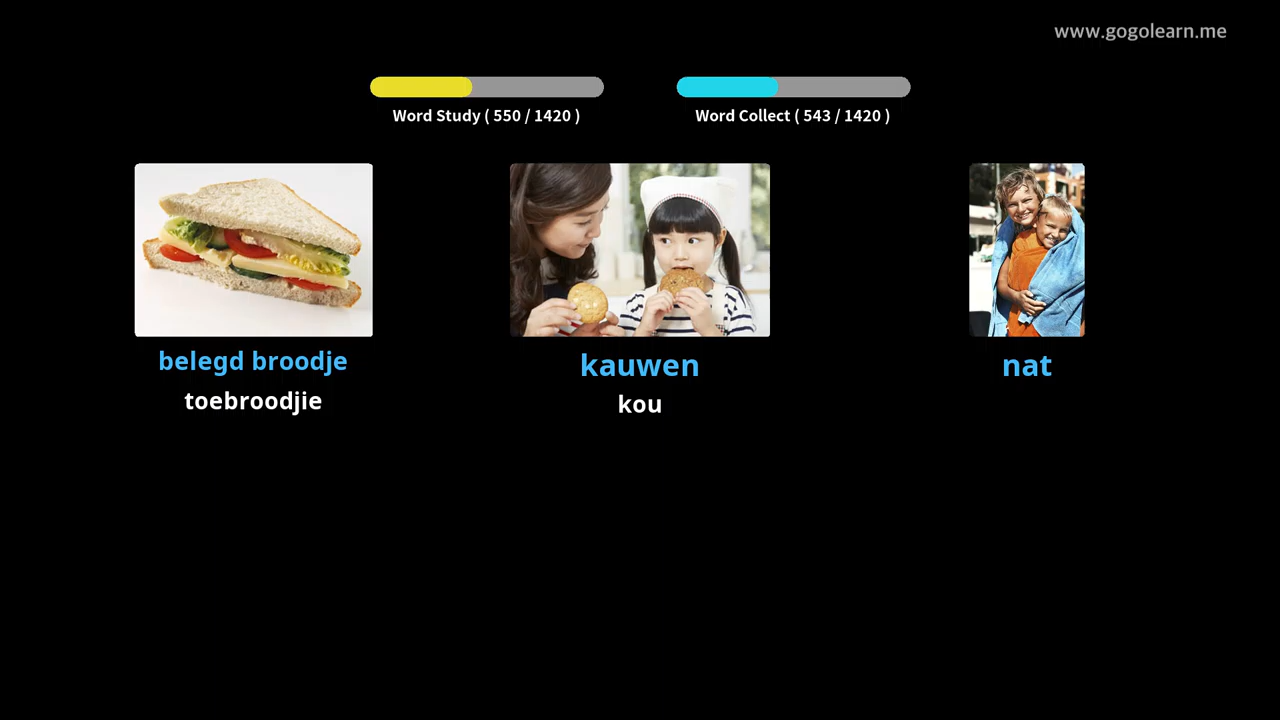 www.gogolearn.me
Word Study ( 550 / 1420 )
Word Collect ( 543 / 1420 )
belegd broodje
kauwen
nat
toebroodjie
kou